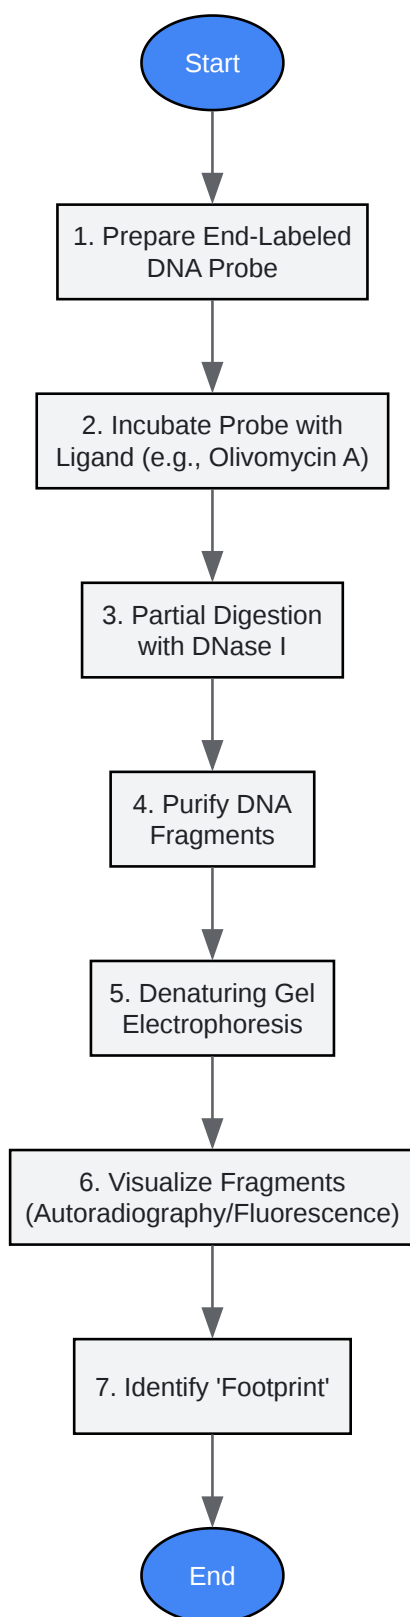 Start
1. Prepare End-Labeled
DNA Probe
2. Incubate Probe with
Ligand (e.g., Olivomycin A)
3. Partial Digestion
with DNase I
4. Purify DNA
Fragments
5. Denaturing Gel
Electrophoresis
6. Visualize Fragments
(Autoradiography/Fluorescence)
7. Identify 'Footprint'
End